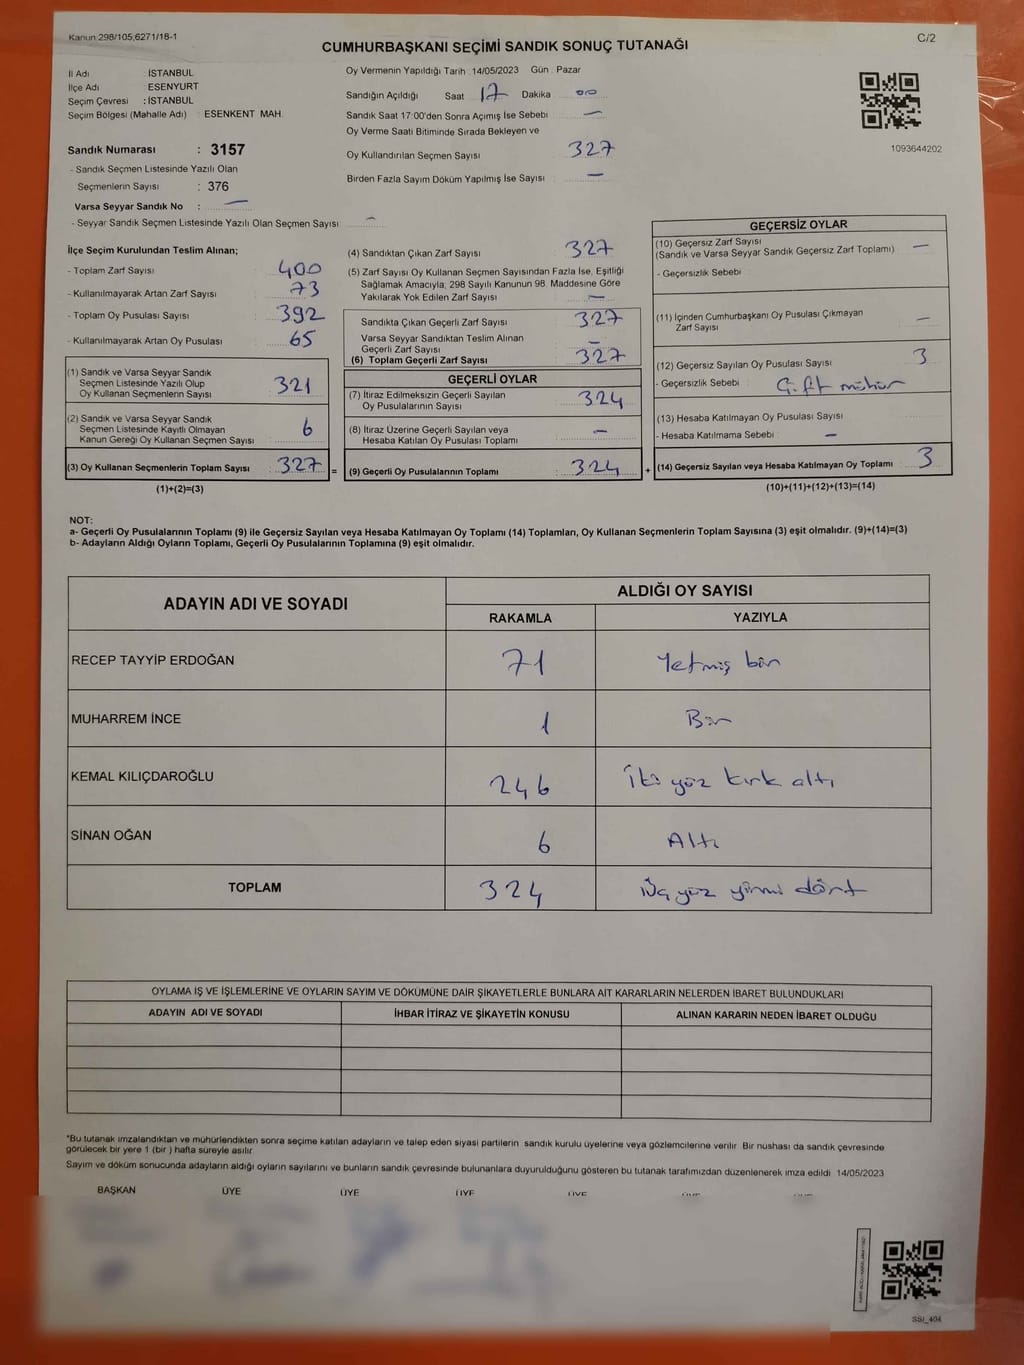 Kanun 298/105,6271/18-1
C/2
CUMHURBAŞKANI SEÇİMİ SANDIK SONUÇ TUTANAĞI
İl Adı : İSTANBUL
İlçe Adı : ESENYURT
Seçim Çevresi : İSTANBUL
Seçim Bölgesi (Mahalle Adı) : ESENKENT MAH.
Sandık Numarası : 3157
- Sandık Seçmen Listesinde Yazılı Olan
Seçmenlerin Sayısı : 376
Varsa Seyyar Sandık No : —
- Seyyar Sandık Seçmen Listesinde Yazılı Olan Seçmen Sayısı —
Oy Vermenin Yapıldığı Tarih : 14/05/2023 Gün : Pazar
Sandığın Açıldığı Saat 17 Dakika 00
Sandık Saat 17:00'den Sonra Açımış İse Sebebi —
Oy Verme Saati Bitiminde Sırada Bekleyen ve
Oy Kullandırılan Seçmen Sayısı 327
Birden Fazla Sayım Döküm Yapılmış İse Sayısı —
1093644202
İlçe Seçim Kurulundan Teslim Alınan;
- Toplam Zarf Sayısı 400
- Kullanılmayarak Artan Zarf Sayısı 73
- Toplam Oy Pusulası Sayısı 392
- Kullanılmayarak Artan Oy Pusulası 65
(1) Sandık ve Varsa Seyyar Sandık
Seçmen Listesinde Yazılı Olup
Oy Kullanan Seçmenlerin Sayısı 321
(2) Sandık ve Varsa Seyyar Sandık
Seçmen Listesinde Kayıtlı Olmayan
Kanun Gereği Oy Kullanan Seçmen Sayısı 6
(3) Oy Kullanan Seçmenlerin Toplam Sayısı 327 =
(1)+(2)=(3)
(4) Sandıktan Çıkan Zarf Sayısı 327
(5) Zarf Sayısı Oy Kullanan Seçmen Sayısından Fazla İse, Eşitliği
Sağlamak Amacıyla; 298 Sayılı Kanunun 98. Maddesine Göre
Yakılarak Yok Edilen Zarf Sayısı —
Sandıkta Çıkan Geçerli Zarf Sayısı 327
Varsa Seyyar Sandıktan Teslim Alınan
Geçerli Zarf Sayısı —
(6) Toplam Geçerli Zarf Sayısı 327
GEÇERLİ OYLAR
(7) İtiraz Edilmeksizin Geçerli Sayılan
Oy Pusulalarının Sayısı 324
(8) İtiraz Üzerine Geçerli Sayılan veya
Hesaba Katılan Oy Pusulası Toplamı —
(9) Geçerli Oy Pusulalarının Toplamı 324 +
GEÇERSİZ OYLAR
(10) Geçersiz Zarf Sayısı
(Sandık ve Varsa Seyyar Sandık Geçersiz Zarf Toplamı) —
- Geçersizlik Sebebi
(11) İçinden Cumhurbaşkanı Oy Pusulası Çıkmayan
Zarf Sayısı —
(12) Geçersiz Sayılan Oy Pusulası Sayısı 3
- Geçersizlik Sebebi : Çift mühür
(13) Hesaba Katılmayan Oy Pusulası Sayısı
- Hesaba Katılmama Sebebi : —
(14) Geçersiz Sayılan veya Hesaba Katılmayan Oy Toplamı 3
(10)+(11)+(12)+(13)=(14)
NOT:
a- Geçerli Oy Pusulalarının Toplamı (9) ile Geçersiz Sayılan veya Hesaba Katılmayan Oy Toplamı (14) Toplamları, Oy Kullanan Seçmenlerin Toplam Sayısına (3) eşit olmalıdır. (9)+(14)=(3)
b- Adayların Aldığı Oyların Toplamı, Geçerli Oy Pusulalarının Toplamına (9) eşit olmalıdır.
ADAYIN ADI VE SOYADI
ALDIĞI OY SAYISI
RAKAMLA YAZIYLA
RECEP TAYYİP ERDOĞAN 71 Yetmiş bir
MUHARREM İNCE 1 Bir
KEMAL KILIÇDAROĞLU 246 İki yüz kırk altı
SİNAN OĞAN 6 Altı
TOPLAM 324 Üç yüz yirmi dört
OYLAMA İŞ VE İŞLEMLERİNE VE OYLARIN SAYIM VE DÖKÜMÜNE DAİR ŞİKAYETLERLE BUNLARA AİT KARARLARIN NELERDEN İBARET BULUNDUKLARI
ADAYIN ADI VE SOYADI İHBAR İTİRAZ VE ŞİKAYETİN KONUSU ALINAN KARARIN NEDEN İBARET OLDUĞU
*Bu tutanak imzalandıktan ve mühürlendikten sonra seçime katılan adayların ve talep eden siyasi partilerin sandık kurulu üyelerine veya gözlemcilerine verilir. Bir nüshası da sandık çevresinde
görülecek bir yere 1 (bir ) hafta süreyle asılır.
Sayım ve döküm sonucunda adayların aldığı oyların sayılarını ve bunların sandık çevresinde bulunanlara duyurulduğunu gösteren bu tutanak tarafımızdan düzenlenerek imza edildi. 14/05/2023
BAŞKAN ÜYE ÜYE ÜYE ÜYE
SSI_404